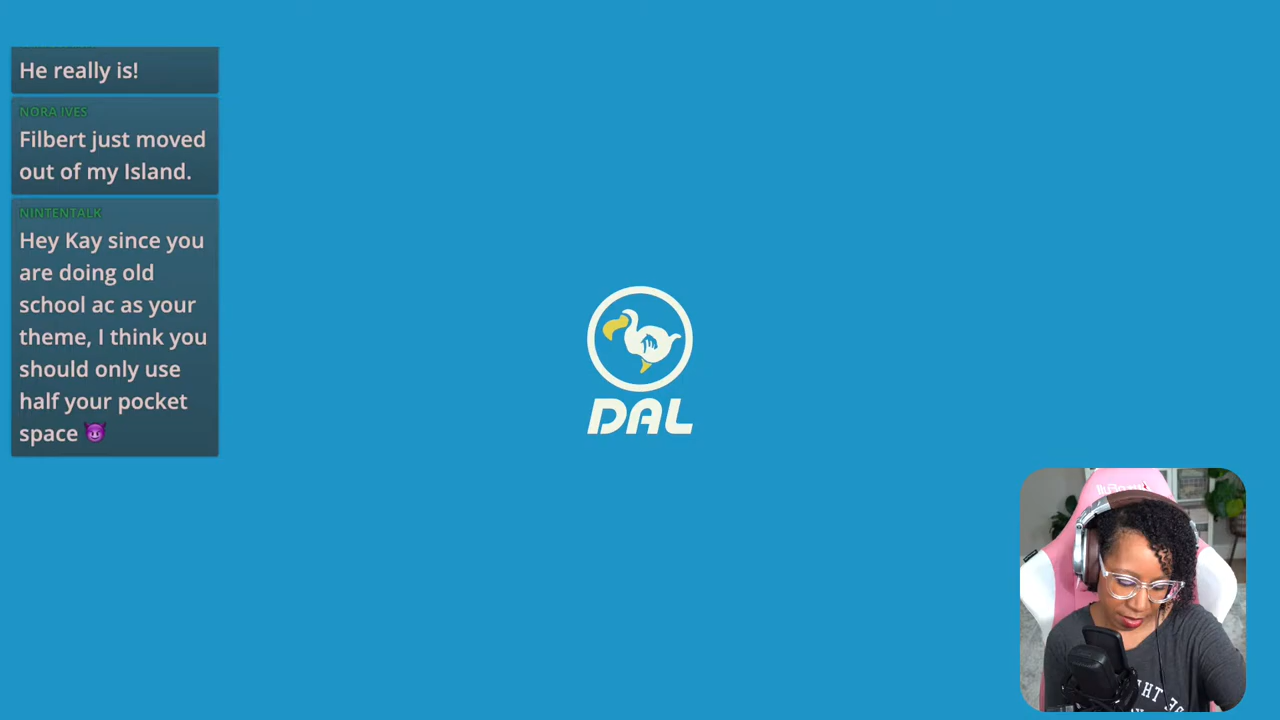 He really is!
NORA IVES
Filbert just moved
out of my Island.
NINTENTALK
Hey Kay since you
are doing old
school ac as your
theme, I think you
should only use
half your pocket
space 😈
DAL